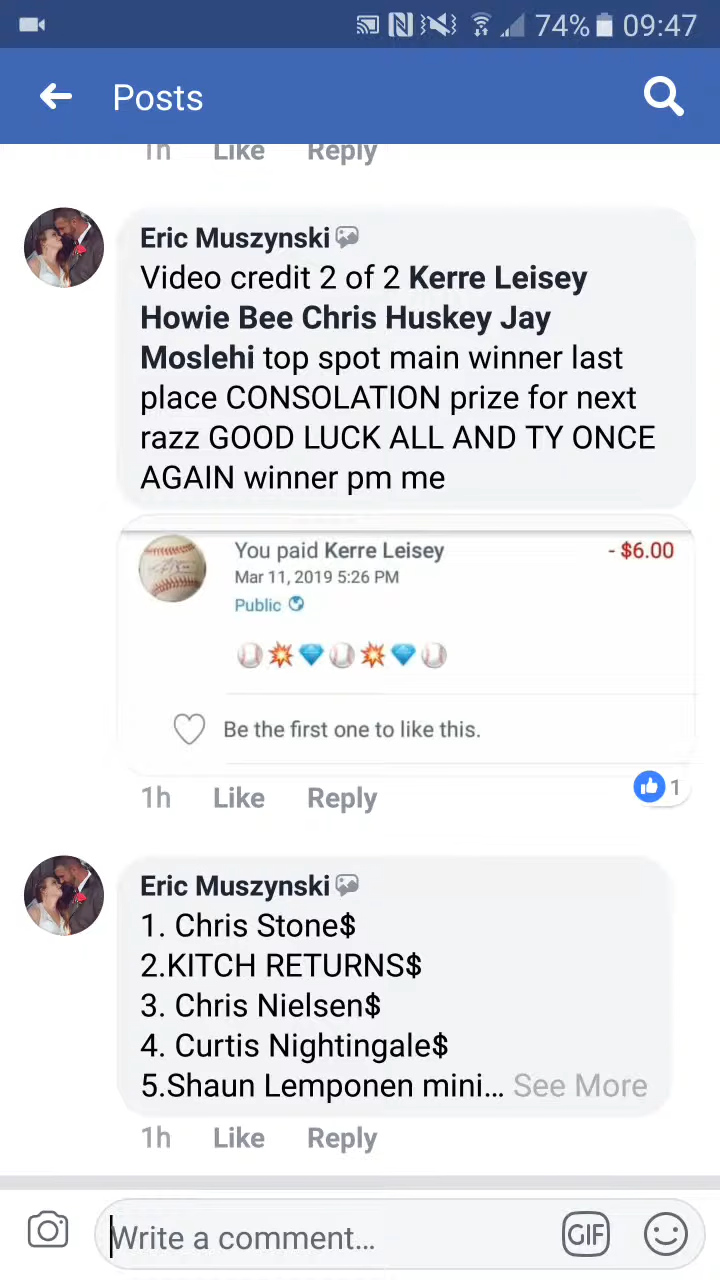 74% 09:47
Posts
1h Like Reply
Eric Muszynski
Video credit 2 of 2 Kerre Leisey
Howie Bee Chris Huskey Jay
Moslehi top spot main winner last
place CONSOLATION prize for next
razz GOOD LUCK ALL AND TY ONCE
AGAIN winner pm me
You paid Kerre Leisey - $6.00
Mar 11, 2019 5:26 PM
Public
Be the first one to like this.
1h Like Reply 1
Eric Muszynski
1. Chris Stone$
2.KITCH RETURNS$
3. Chris Nielsen$
4. Curtis Nightingale$
5.Shaun Lemponen mini... See More
1h Like Reply
Write a comment...
GIF